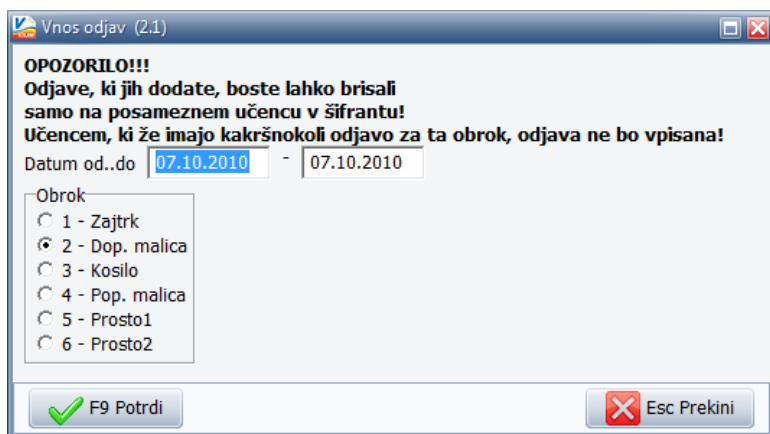 Vnos odjav (2.1)
OPOZORILO!!!
Odjave, ki jih dodate, boste lahko brisali
samo na posameznem učencu v šifrantu!
Učencem, ki že imajo kakršnokoli odjavo za ta obrok, odjava ne bo vpisana!
Datum od..do 07.10.2010 - 07.10.2010
Obrok
1 - Zajtrk
2 - Dop. malica
3 - Kosilo
4 - Pop. malica
5 - Prosto1
6 - Prosto2
F9 Potrdi Esc Prekini